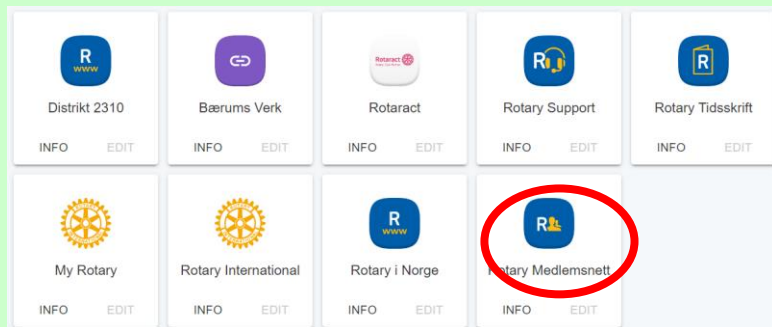 R
www
Rotaract
R
R
Distrikt 2310
Bærums Verk
Rotaract
Rotary Support
Rotary Tidsskrift
INFO EDIT
INFO EDIT
INFO EDIT
INFO EDIT
INFO EDIT
R
www
R
My Rotary
Rotary International
Rotary i Norge
Rotary Medlemsnett
INFO EDIT
INFO EDIT
INFO EDIT
INFO EDIT